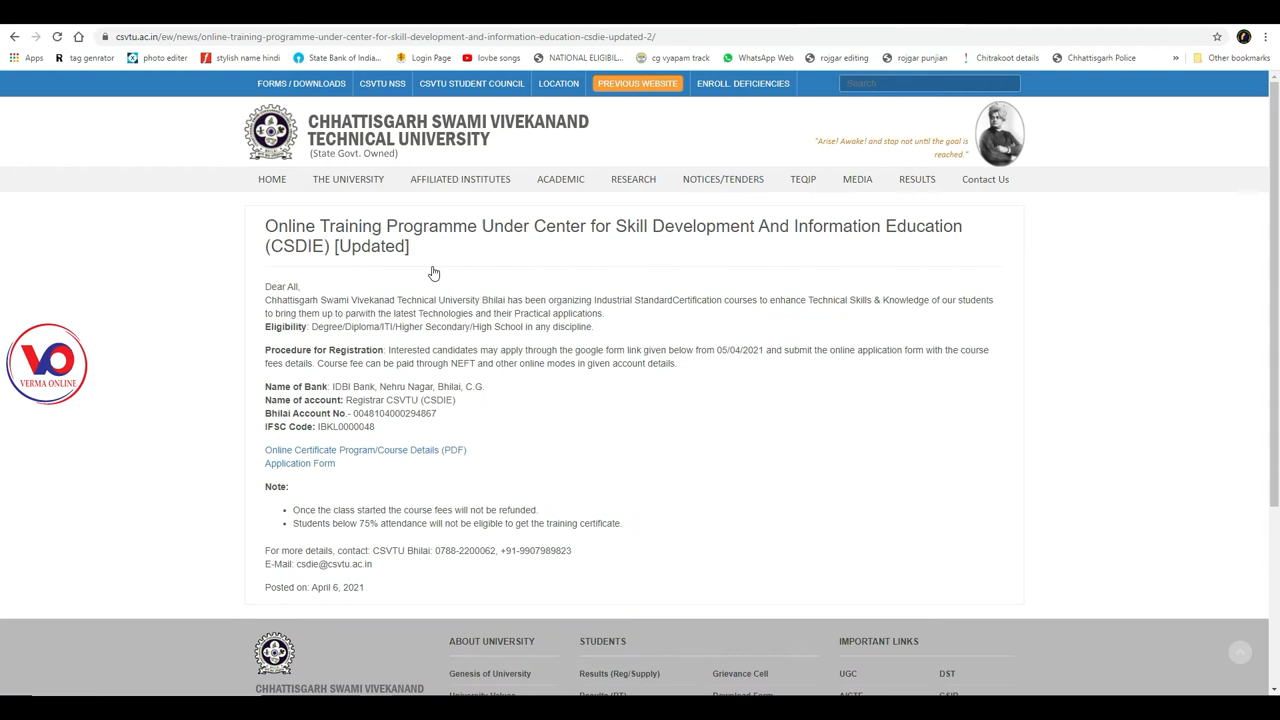 csvtu.ac.in/ew/news/online-training-programme-under-center-for-skill-development-and-information-education-csdie-updated-2/
Apps tag genrator photo editer stylish name hindi State Bank of India... Login Page lovbe songs NATIONAL ELIGIBIL... cg vyapam track WhatsApp Web rojgar editing rojgar punjian Chitrakoot details Chhattisgarh Police » Other bookmarks
FORMS / DOWNLOADS CSVTU NSS CSVTU STUDENT COUNCIL LOCATION PREVIOUS WEBSITE ENROLL. DEFICIENCIES Search
CHHATTISGARH SWAMI VIVEKANAND
TECHNICAL UNIVERSITY
(State Govt. Owned)
"Arise! Awake! and stop not until the goal is
reached."
HOME THE UNIVERSITY AFFILIATED INSTITUTES ACADEMIC RESEARCH NOTICES/TENDERS TEQIP MEDIA RESULTS Contact Us
Online Training Programme Under Center for Skill Development And Information Education
(CSDIE) [Updated]
Dear All,
Chhattisgarh Swami Vivekanad Technical University Bhilai has been organizing Industrial StandardCertification courses to enhance Technical Skills & Knowledge of our students
to bring them up to parwith the latest Technologies and their Practical applications.
Eligibility: Degree/Diploma/ITI/Higher Secondary/High School in any discipline.
Procedure for Registration: Interested candidates may apply through the google form link given below from 05/04/2021 and submit the online application form with the course
fees details. Course fee can be paid through NEFT and other online modes in given account details.
Name of Bank: IDBI Bank, Nehru Nagar, Bhilai, C.G.
Name of account: Registrar CSVTU (CSDIE)
Bhilai Account No.- 0048104000294867
IFSC Code: IBKL0000048
Online Certificate Program/Course Details (PDF)
Application Form
Note:
• Once the class started the course fees will not be refunded.
• Students below 75% attendance will not be eligible to get the training certificate.
For more details, contact: CSVTU Bhilai: 0788-2200062, +91-9907989823
E-Mail: csdie@csvtu.ac.in
Posted on: April 6, 2021
VO
VERMA ONLINE
ABOUT UNIVERSITY STUDENTS IMPORTANT LINKS
Genesis of University Results (Reg/Supply) Grievance Cell UGC DST
CHHATTISGARH SWAMI VIVEKANAND